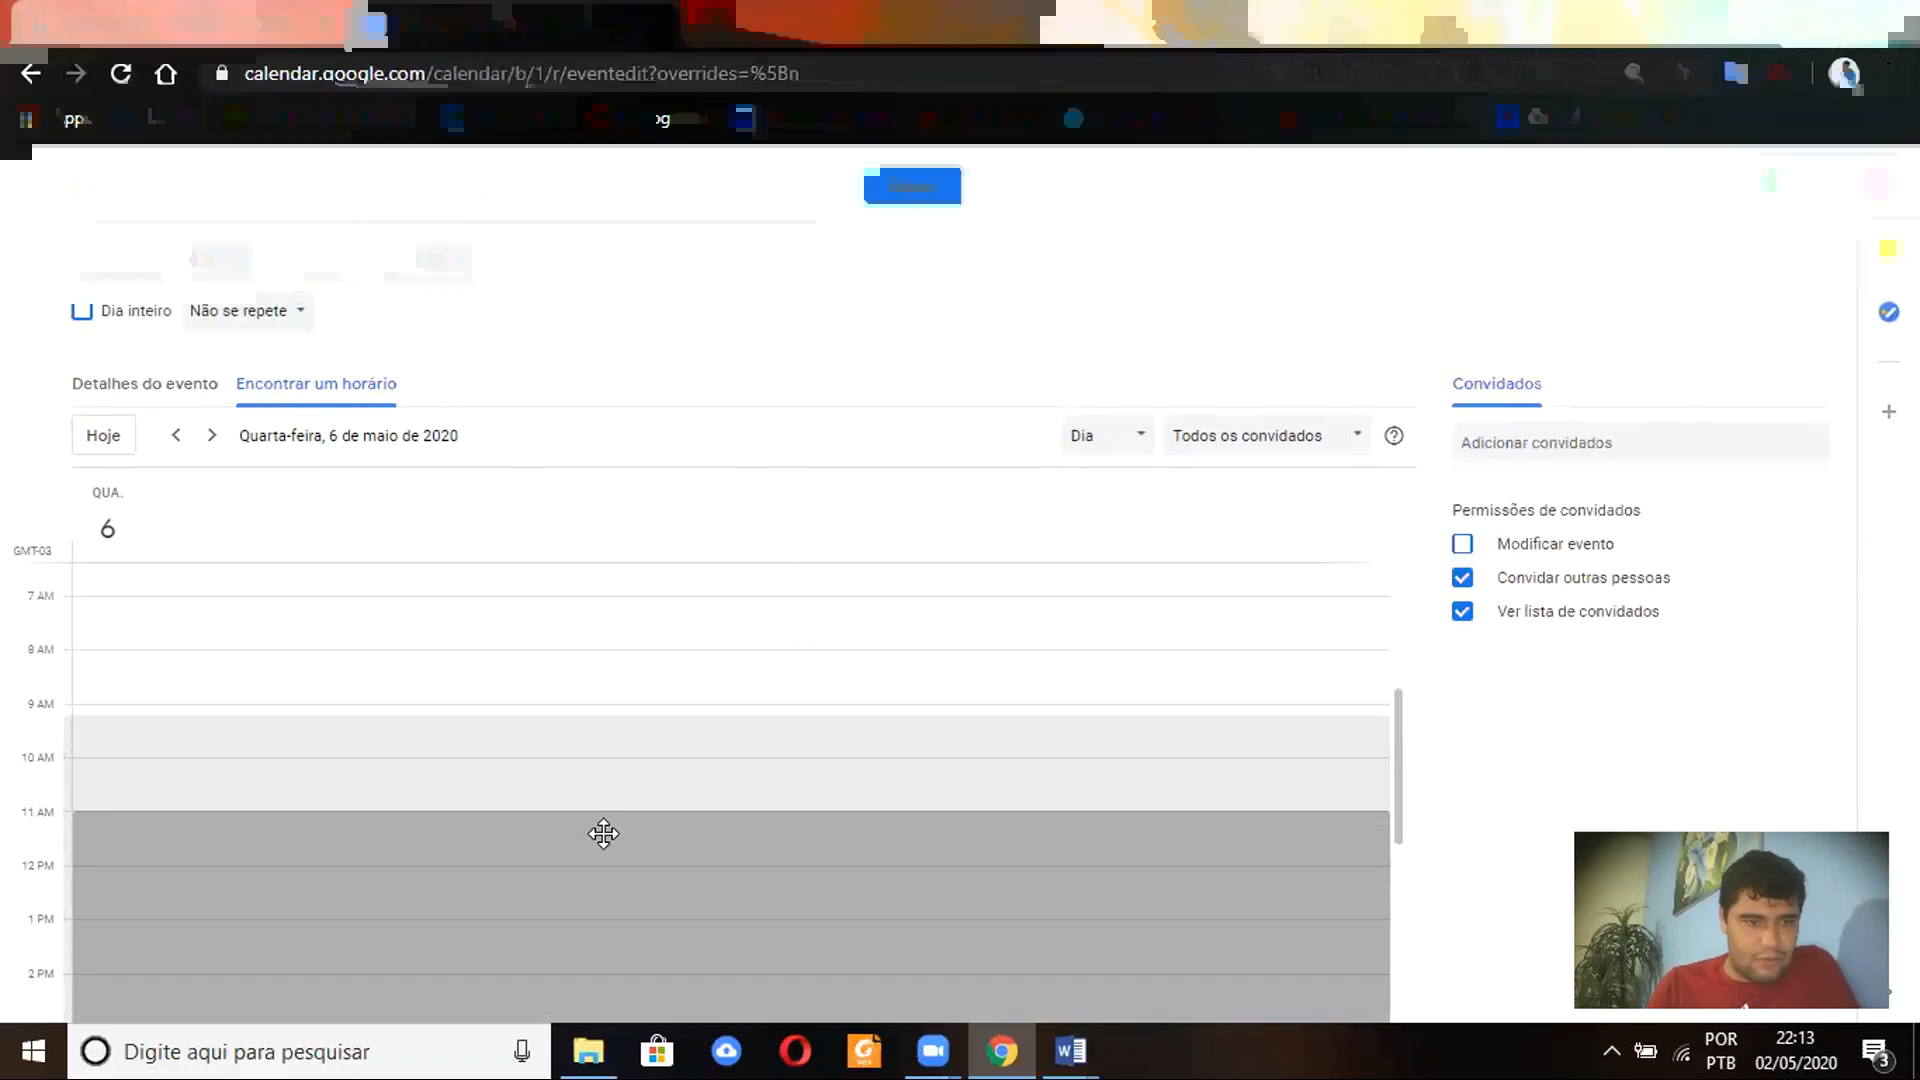 calendar.google.com/calendar/b/1/r/eventedit?overrides=%5Bn
pp
og
Dia inteiro
Não se repete
Detalhes do evento
Encontrar um horário
Convidados
Hoje
Quarta-feira, 6 de maio de 2020
Dia
Todos os convidados
Adicionar convidados
QUA.
6
GMT-03
Permissões de convidados
Modificar evento
Convidar outras pessoas
Ver lista de convidados
7 AM
8 AM
9 AM
10 AM
11 AM
12 PM
1 PM
2 PM
Digite aqui para pesquisar
POR
PTB
22:13
02/05/2020
3